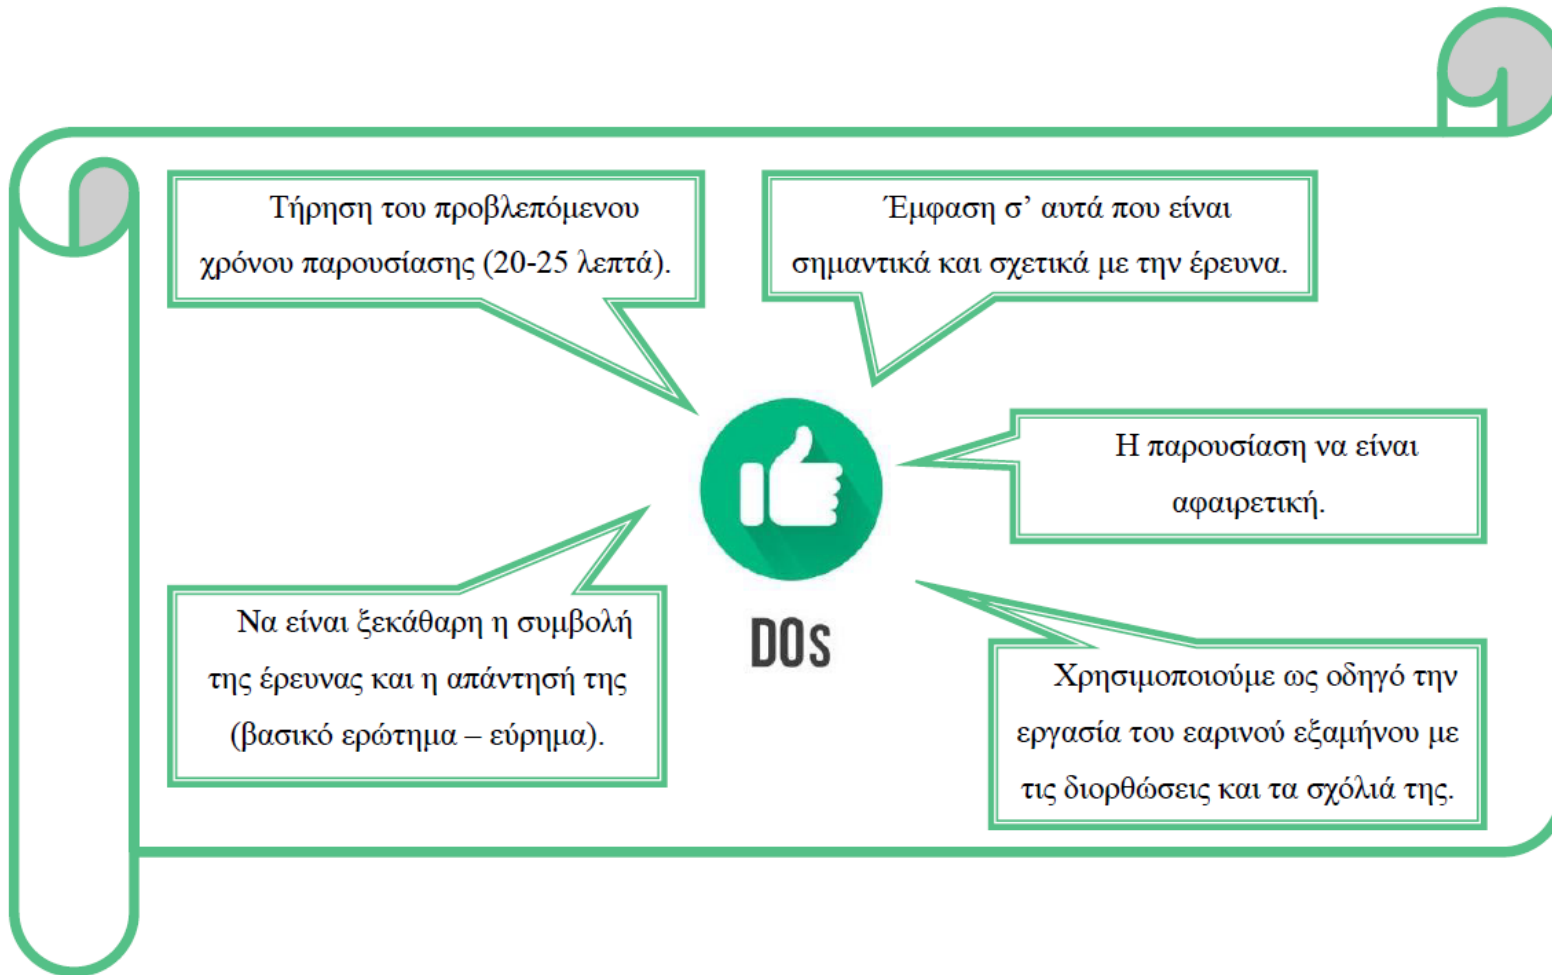 Τήρηση του προβλεπόμενου
χρόνου παρουσίασης (20-25 λεπτά).
Έμφαση σ’ αυτά που είναι
σημαντικά και σχετικά με την έρευνα.
Η παρουσίαση να είναι
αφαιρετική.
Να είναι ξεκάθαρη η συμβολή
της έρευνας και η απάντησή της
(βασικό ερώτημα – εύρημα).
DOs
Χρησιμοποιούμε ως οδηγό την
εργασία του εαρινού εξαμήνου με
τις διορθώσεις και τα σχόλιά της.